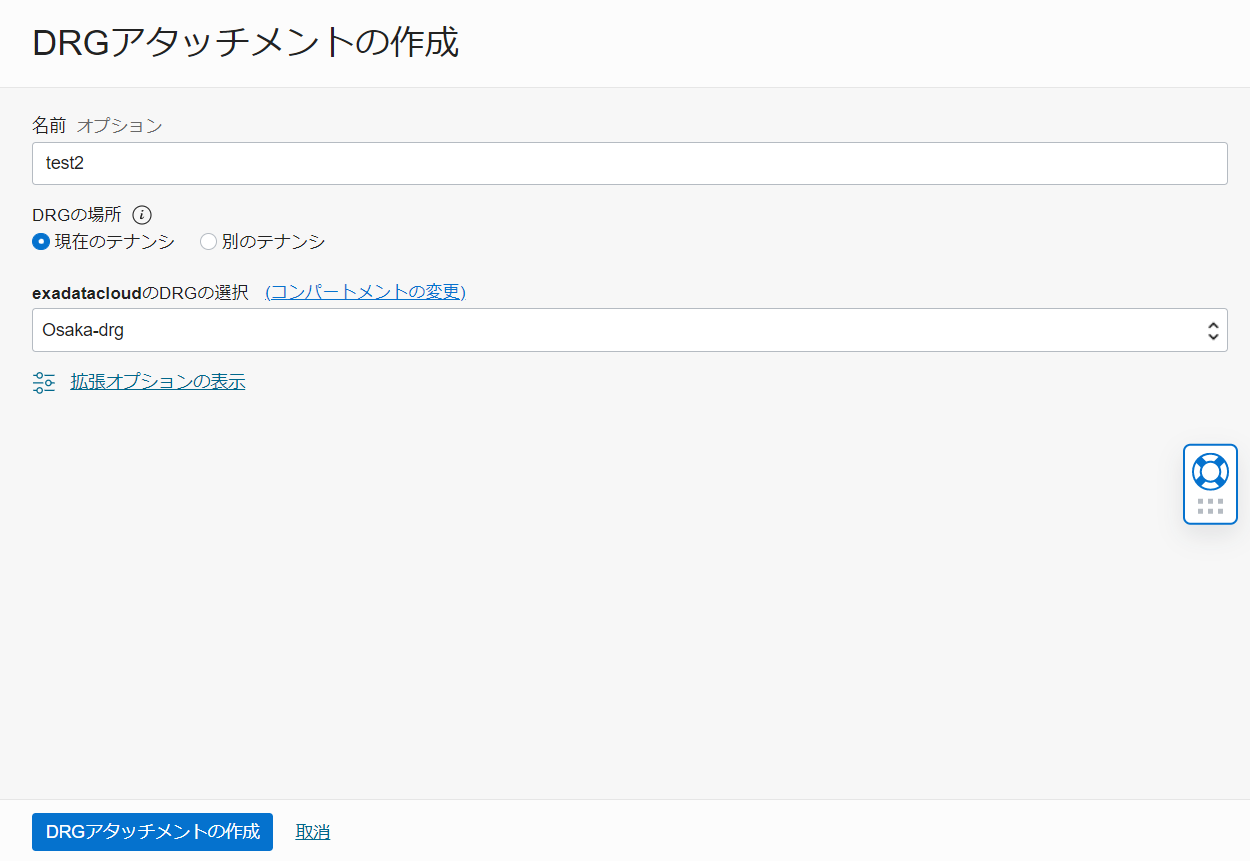 DRGアタッチメントの作成
名前 オプション
test2
DRGの場所
現在のテナンシ 別のテナンシ
exadatacloudのDRGの選択 (コンパートメントの変更)
Osaka-drg
拡張オプションの表示
DRGアタッチメントの作成 取消